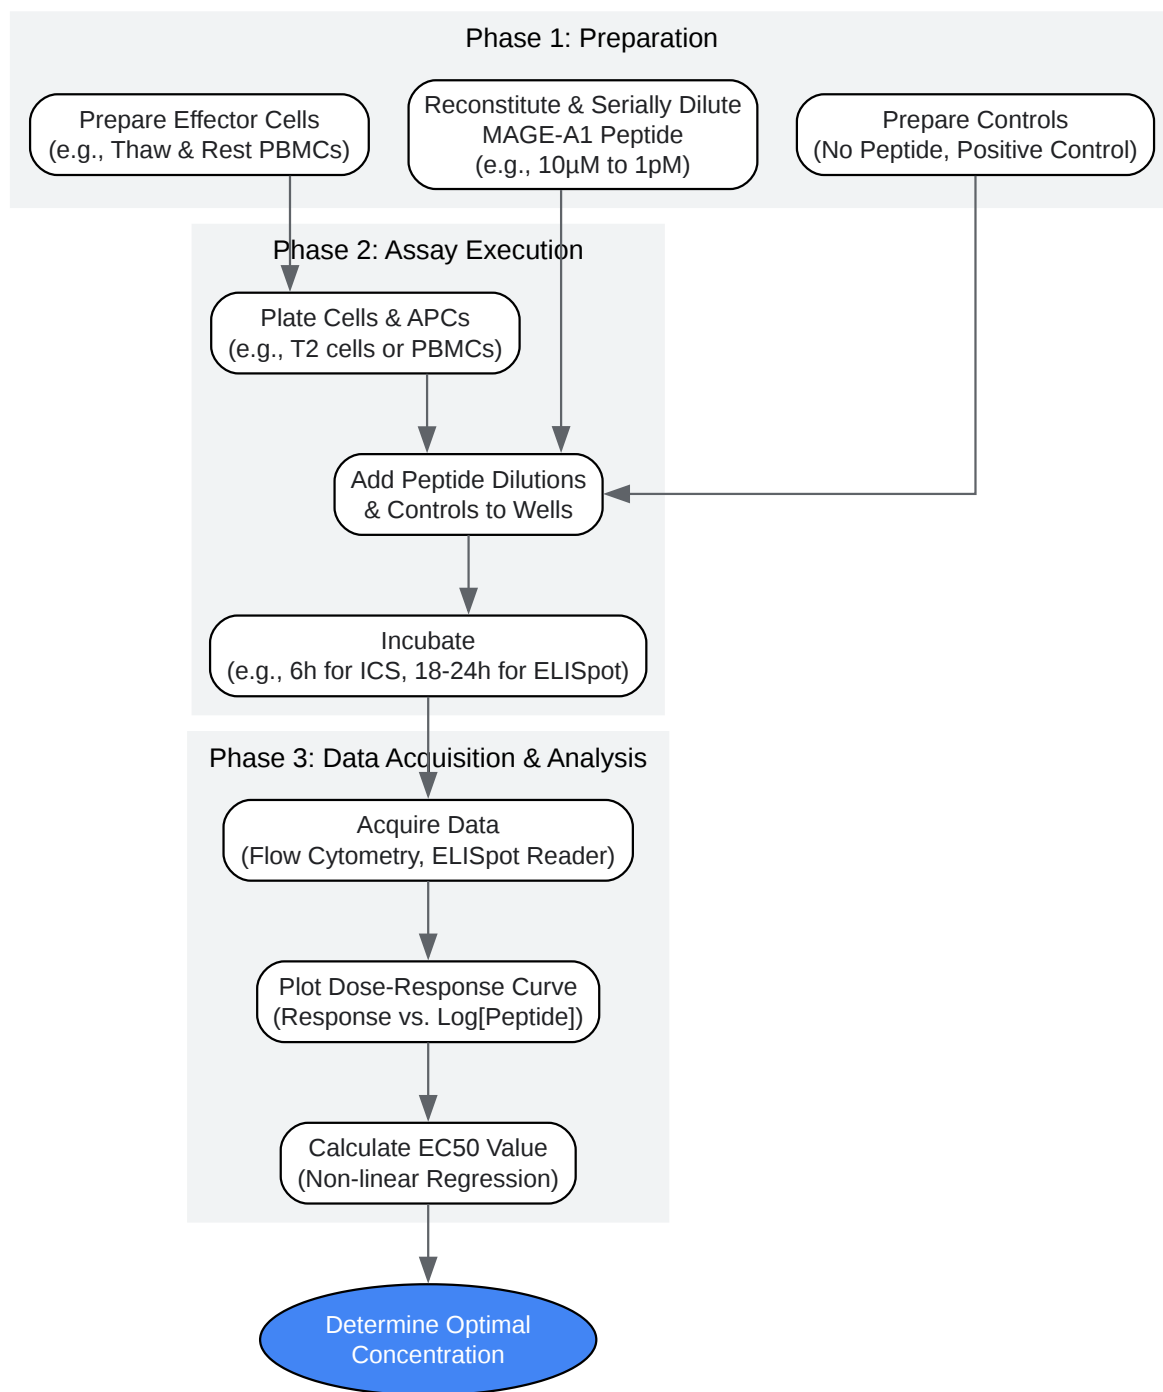 Phase 1: Preparation
Prepare Effector Cells
(e.g., Thaw & Rest PBMCs)
Reconstitute & Serially Dilute
MAGE-A1 Peptide
(e.g., 10µM to 1pM)
Prepare Controls
(No Peptide, Positive Control)
Phase 2: Assay Execution
Plate Cells & APCs
(e.g., T2 cells or PBMCs)
Add Peptide Dilutions
& Controls to Wells
Incubate
(e.g., 6h for ICS, 18-24h for ELISpot)
Phase 3: Data Acquisition & Analysis
Acquire Data
(Flow Cytometry, ELISpot Reader)
Plot Dose-Response Curve
(Response vs. Log[Peptide])
Calculate EC50 Value
(Non-linear Regression)
Determine Optimal
Concentration